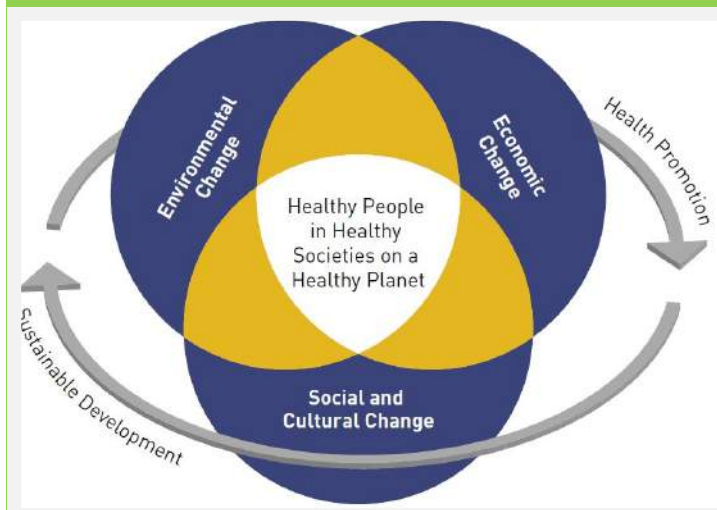 Environmental
Change
Economic
Change
Health Promotion
Healthy People
in Healthy
Societies on a
Healthy Planet
Sustainable Development
Social and
Cultural Change